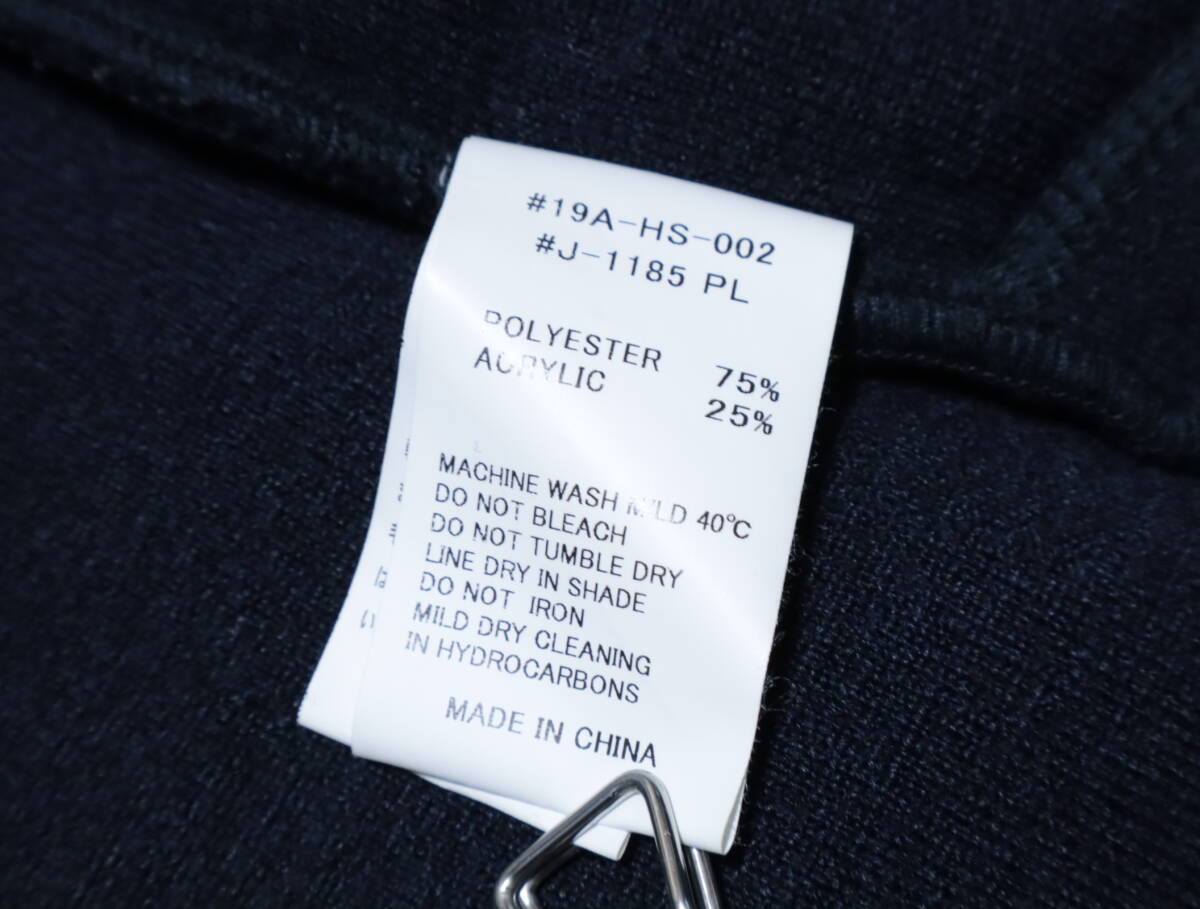 #19A-HS-002
#J-1185 PL
POLYESTER 75%
ACRYLIC 25%
MACHINE WASH MILD 40℃
DO NOT BLEACH
DO NOT TUMBLE DRY
LINE DRY IN SHADE
DO NOT IRON
MILD DRY CLEANING
IN HYDROCARBONS
MADE IN CHINA